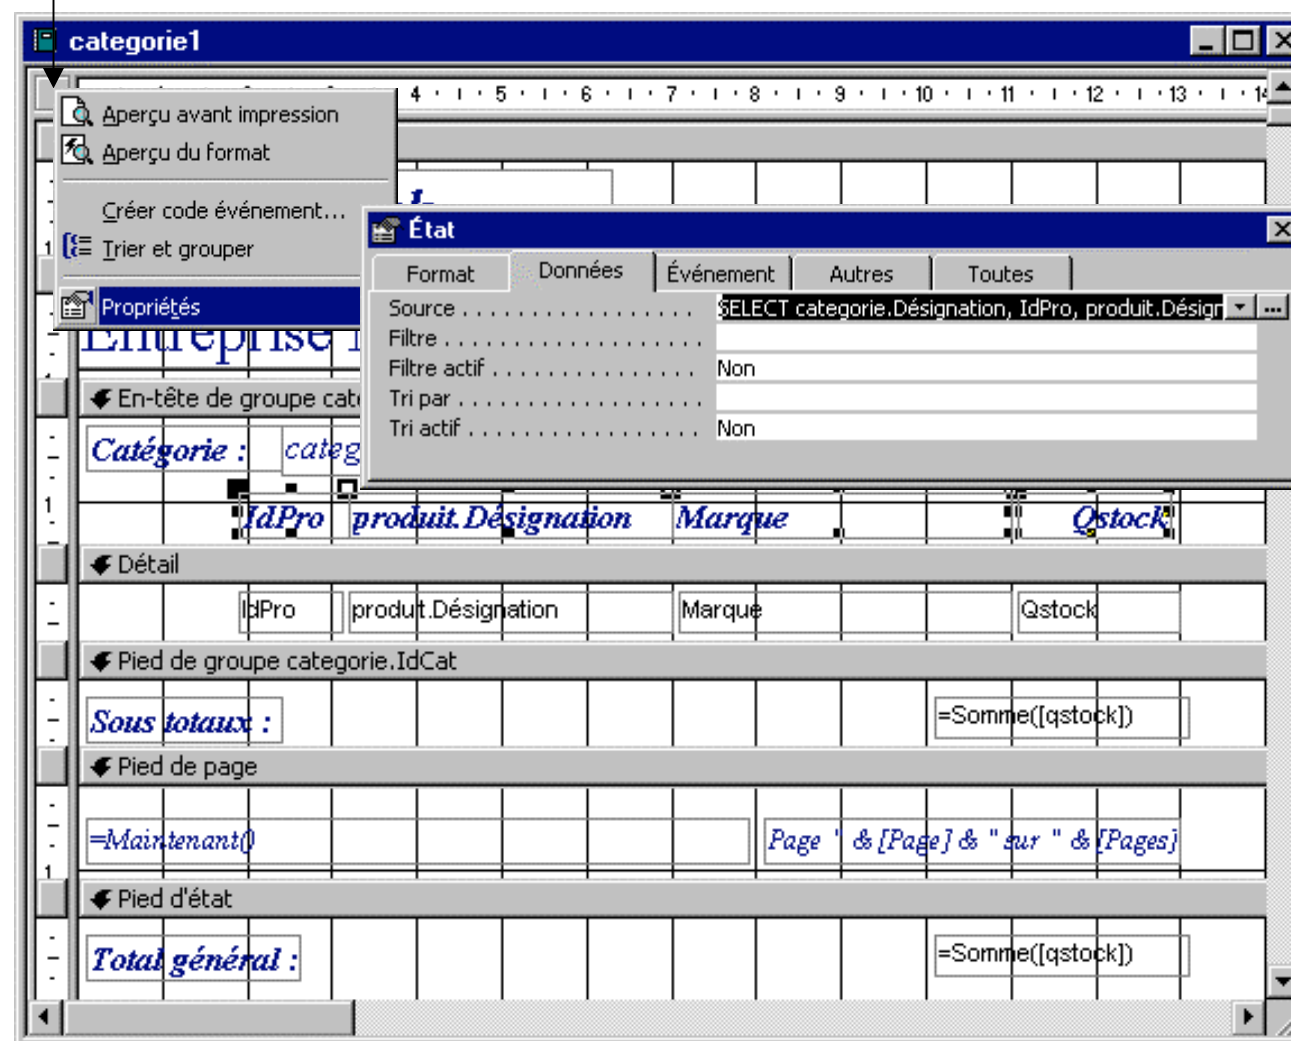 categorie1
4 5 6 7 8 9 10 11 12 13 14
Aperçu avant impression
Aperçu du format
Créer code événement...
Trier et grouper
Propriétés
État
Format Données Événement Autres Toutes
Source SELECT categorie.Désignation, IdPro, produit.Désign
Filtre
Filtre actif Non
Tri par
Tri actif Non
1
Entreprise
En-tête de groupe cat
Catégorie : categ
1
IdPro produit.Désignation Marque Qstock
Détail
IdPro produit.Désignation Marque Qstock
Pied de groupe categorie.IdCat
Sous totaux : =Somme([qstock])
Pied de page
=Maintenant() Page " & [Page] & " sur " & [Pages]
1
Pied d'état
Total général : =Somme([qstock])